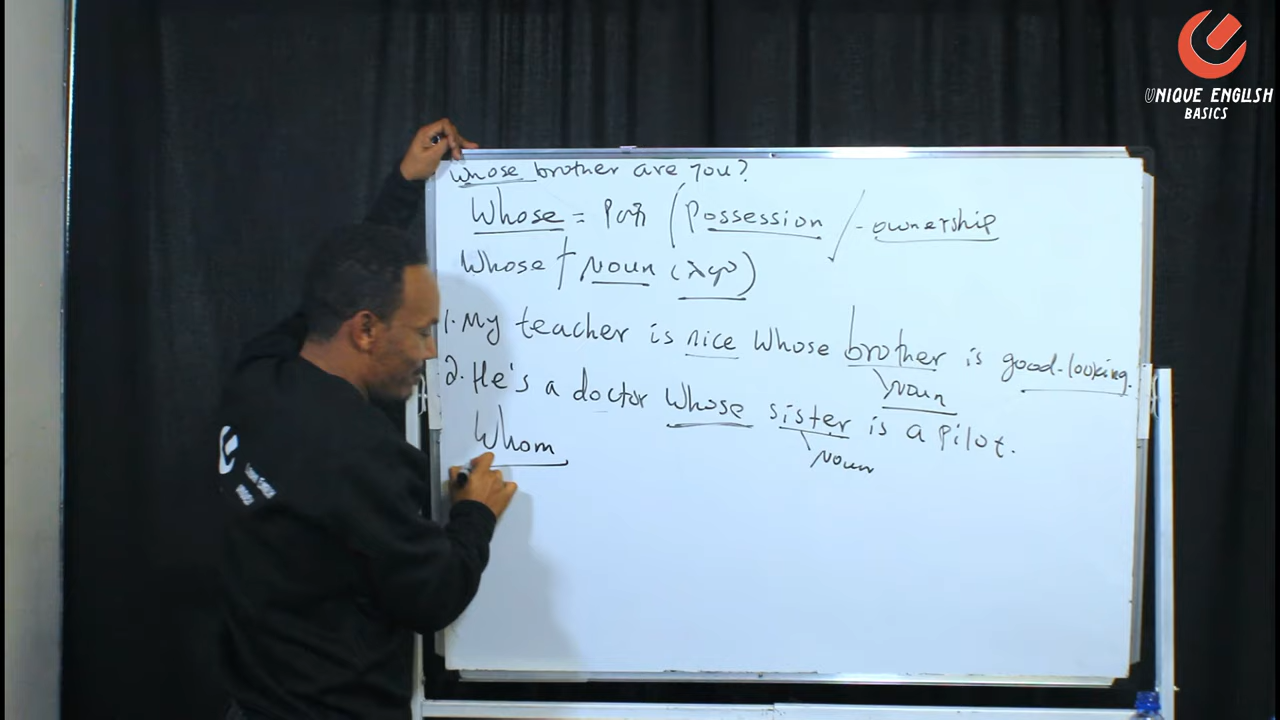 UNIQUE ENGLISH
BASICS
Whose brother are you?
Whose = የማን / Possession / - ownership
Whose + Noun (ስም)
1. My teacher is nice whose brother is good-looking.
Noun
2. He's a doctor whose sister is a pilot.
Noun
Whom